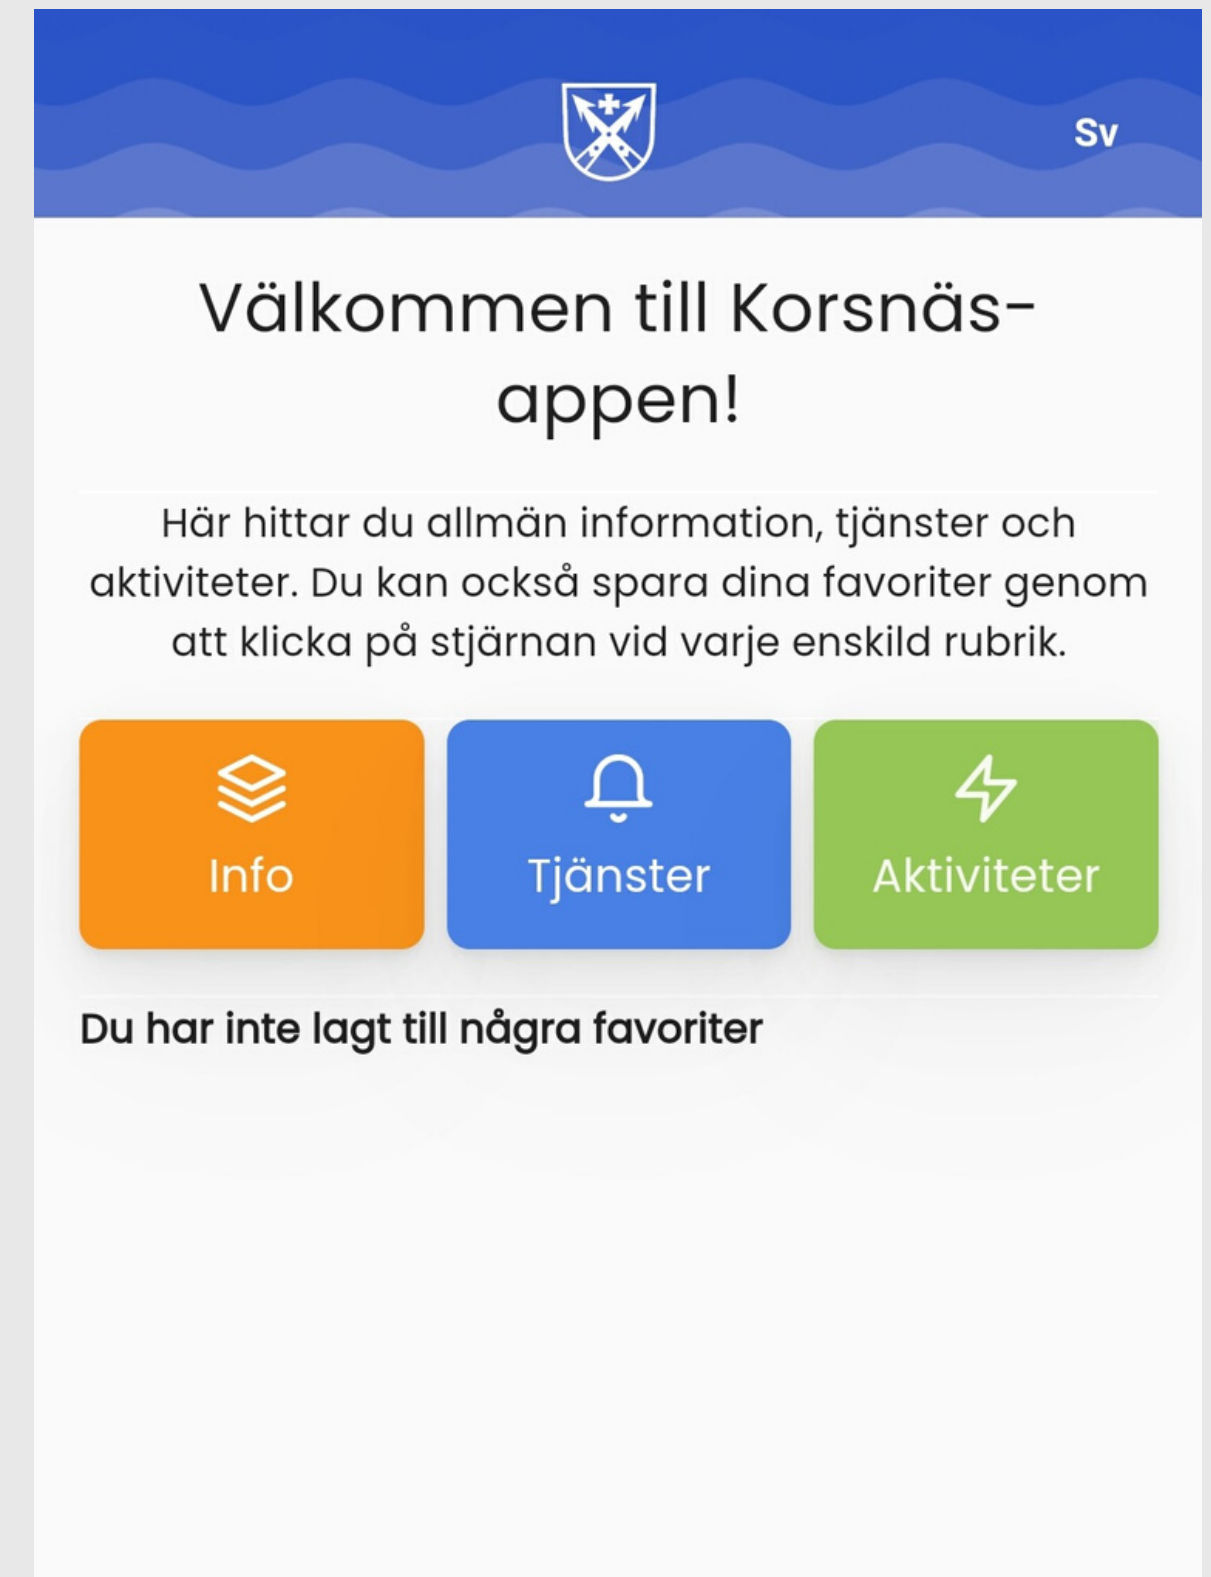 Sv
Välkommen till Korsnäs-
appen!
Här hittar du allmän information, tjänster och
aktiviteter. Du kan också spara dina favoriter genom
att klicka på stjärnan vid varje enskild rubrik.
Info
Tjänster
Aktiviteter
Du har inte lagt till några favoriter